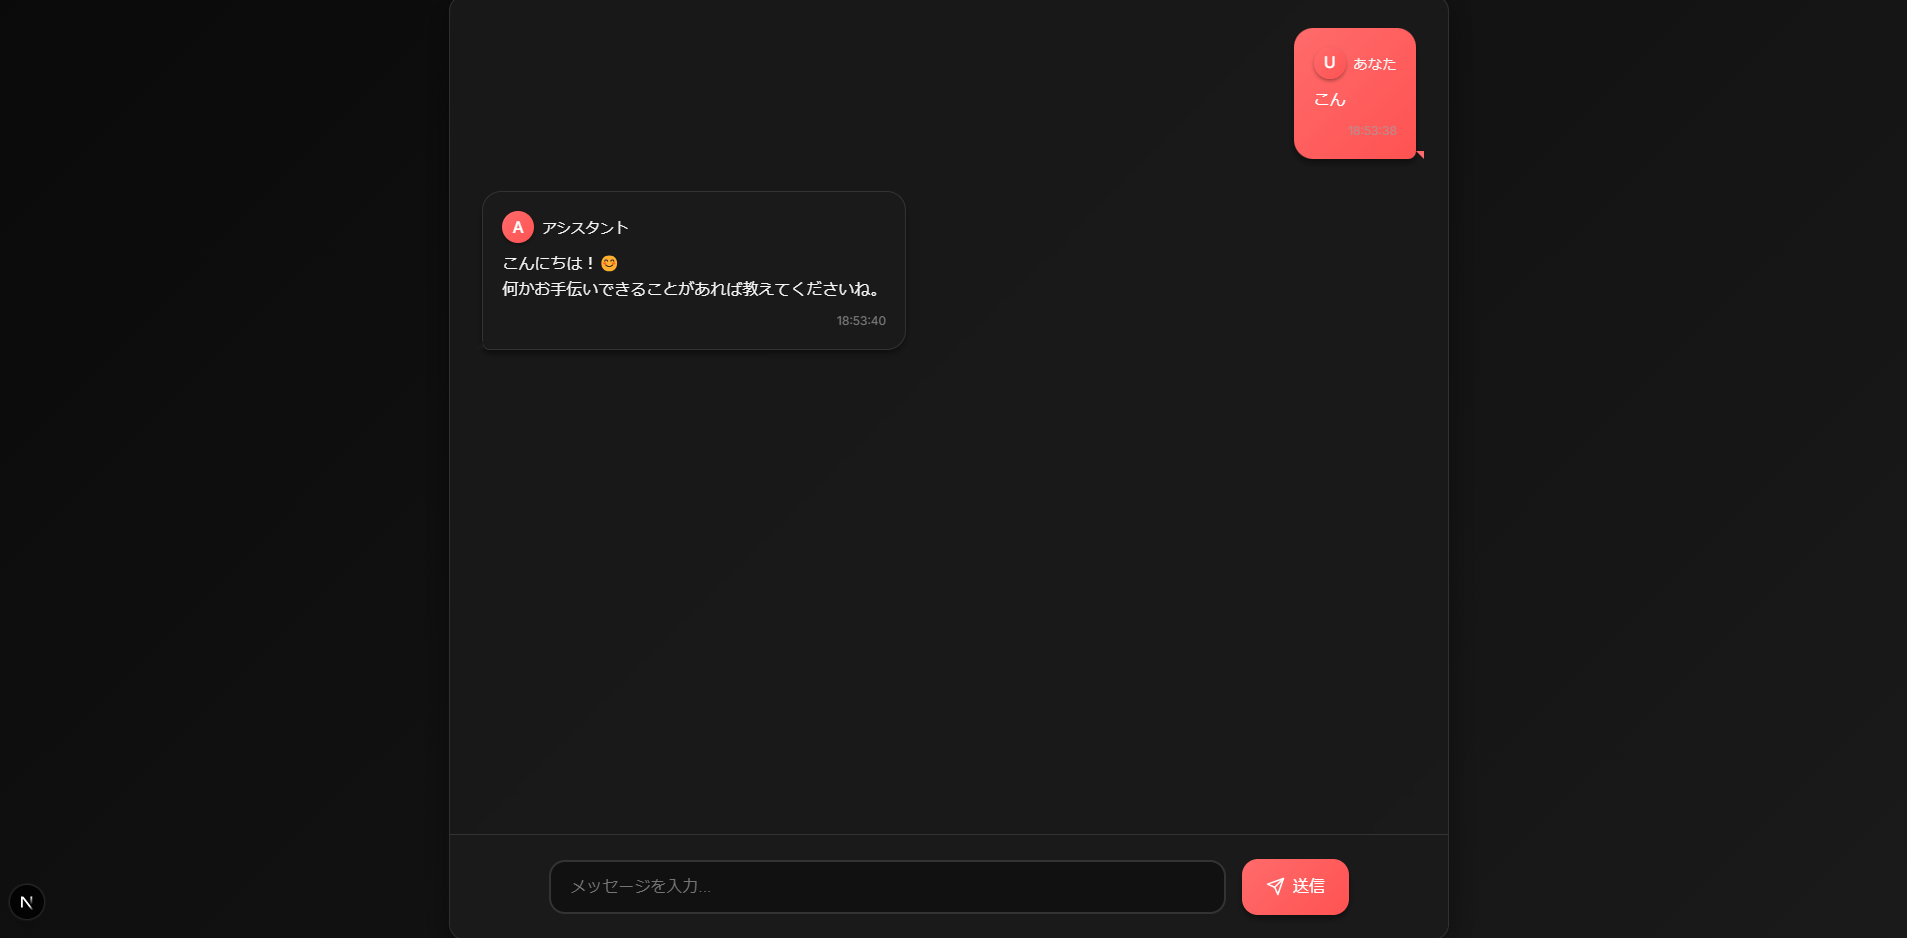 U あなた
こん
18:53:38
A アシスタント
こんにちは！😊
何かお手伝いできることがあれば教えてくださいね。
18:53:40
メッセージを入力...
送信
N